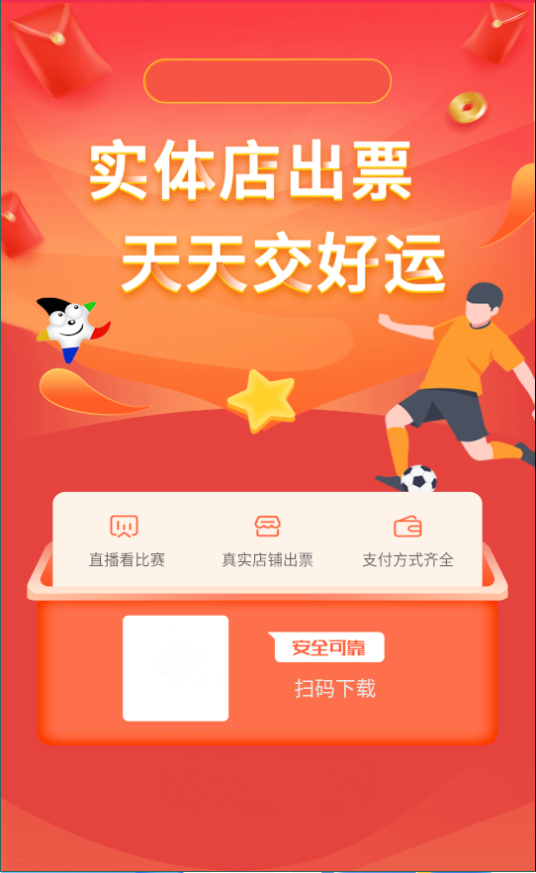 实体店出票
天天交好运
直播看比赛
真实店铺出票
支付方式齐全
安全可靠
扫码下载